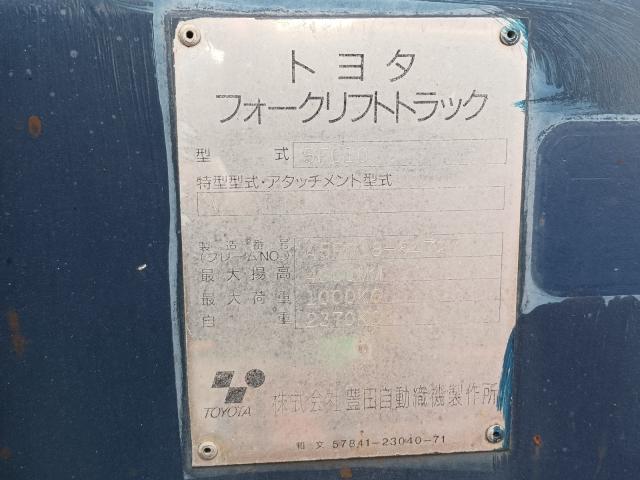 トヨタ
フォークリフトトラック
型 式
特型型式・アタッチメント型式
製造番号
(フレームNO.)
最大揚高
最大荷重 1000KG
自 重
TOYOTA 株式会社 豊田自動織機製作所
和文 57841-23040-71